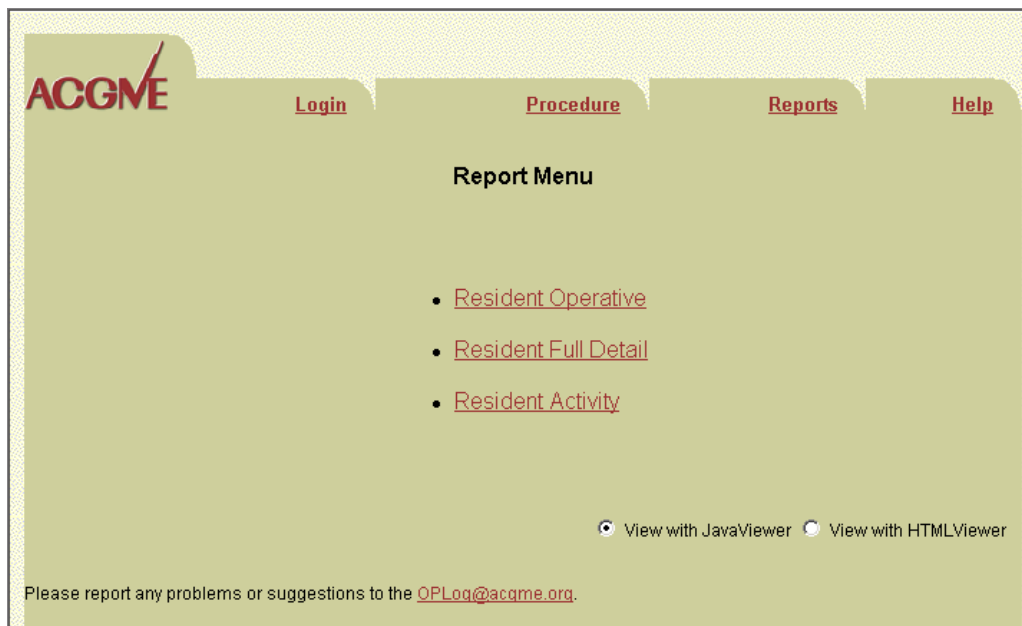 ACGME
Login Procedure Reports Help
Report Menu
• Resident Operative
• Resident Full Detail
• Resident Activity
View with JavaViewer View with HTMLViewer
Please report any problems or suggestions to the OPLog@acgme.org.